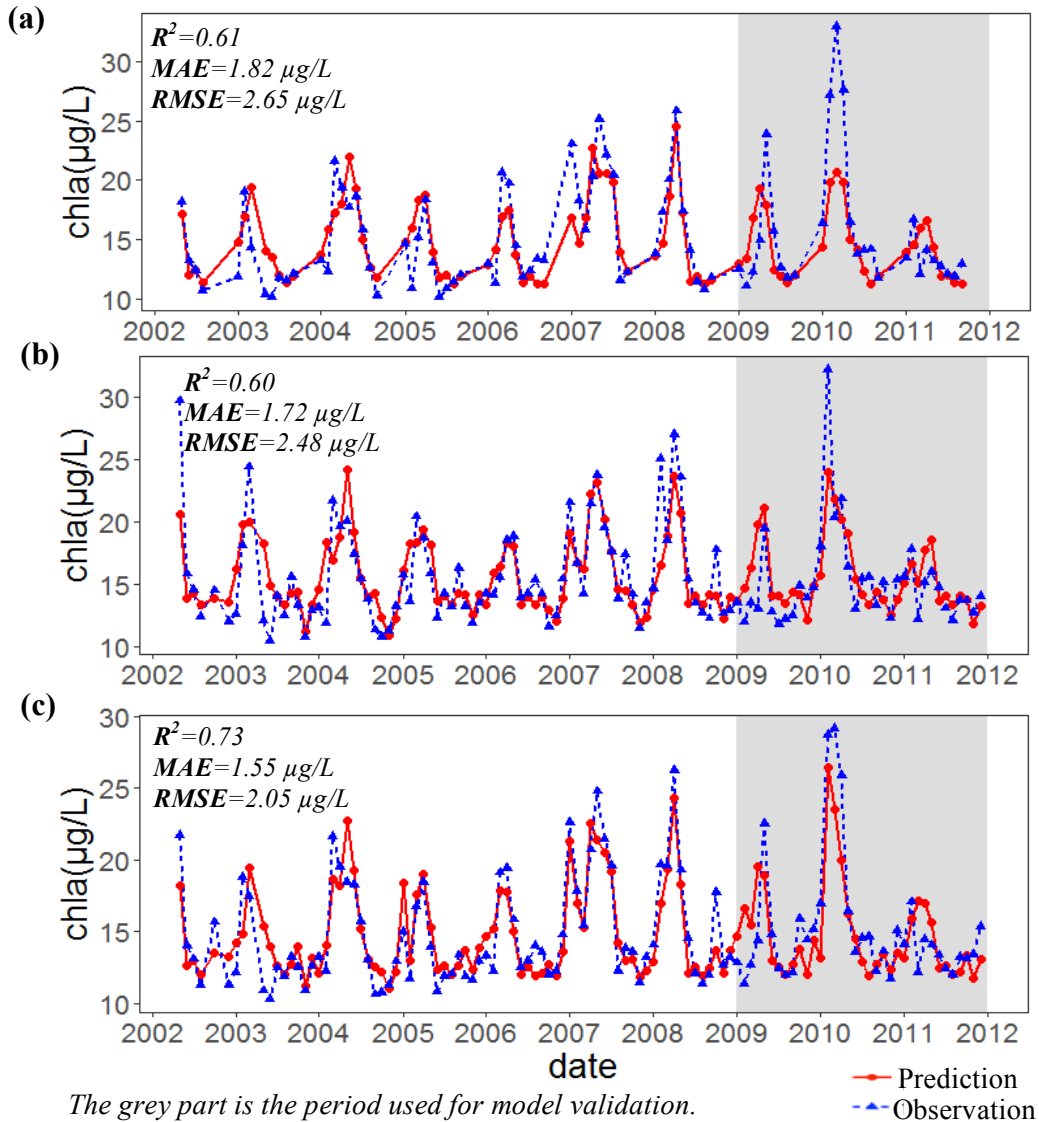 (a)
R²=0.61
MAE=1.82 µg/L
RMSE=2.65 µg/L
chla(µg/L)
30
25
20
15
10
2002 2003 2004 2005 2006 2007 2008 2009 2010 2011 2012
(b)
R²=0.60
MAE=1.72 µg/L
RMSE=2.48 µg/L
chla(µg/L)
30
25
20
15
10
2002 2003 2004 2005 2006 2007 2008 2009 2010 2011 2012
(c)
R²=0.73
MAE=1.55 µg/L
RMSE=2.05 µg/L
chla(µg/L)
30
25
20
15
10
2002 2003 2004 2005 2006 2007 2008 2009 2010 2011 2012
date
Prediction
The grey part is the period used for model validation.
Observation